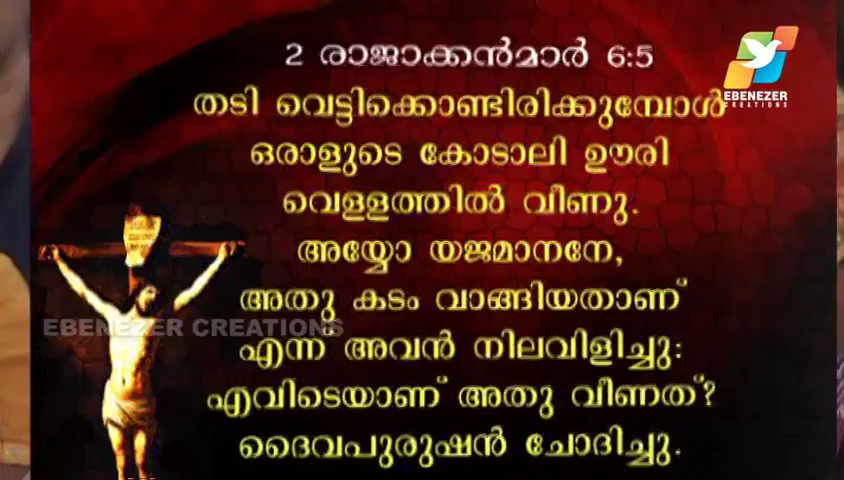 2 രാജാക്കൻമാർ 6:5
EBENEZER
CREATIONS
തടി വെട്ടിക്കൊണ്ടിരിക്കുമ്പോൾ
ഒരാളുടെ കോടാലി ഊരി
വെള്ളത്തിൽ വീണു.
അയ്യോ യജമാനനേ,
അതു കടം വാങ്ങിയതാണ്
EBENEZER CREATIONS
എന്ന് അവൻ നിലവിളിച്ചു:
എവിടെയാണ് അതു വീണത്?
ദൈവപുരുഷൻ ചോദിച്ചു.